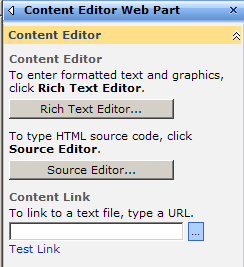 Content Editor Web Part
Content Editor
Content Editor
To enter formatted text and graphics,
click Rich Text Editor.
Rich Text Editor...
To type HTML source code, click
Source Editor.
Source Editor...
Content Link
To link to a text file, type a URL.
...
Test Link